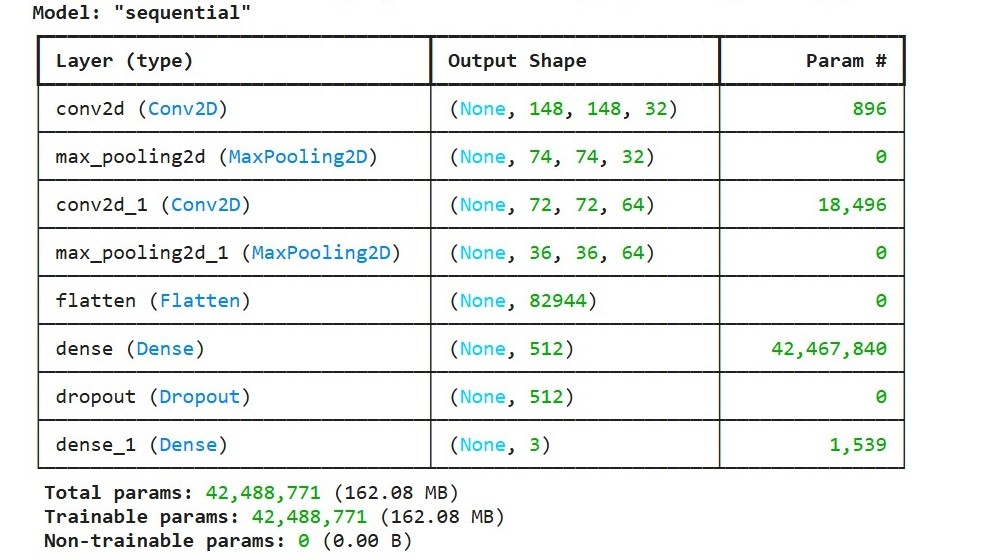 Model: "sequential"
Layer (type) Output Shape Param #
conv2d (Conv2D) (None, 148, 148, 32) 896
max_pooling2d (MaxPooling2D) (None, 74, 74, 32) 0
conv2d_1 (Conv2D) (None, 72, 72, 64) 18,496
max_pooling2d_1 (MaxPooling2D) (None, 36, 36, 64) 0
flatten (Flatten) (None, 82944) 0
dense (Dense) (None, 512) 42,467,840
dropout (Dropout) (None, 512) 0
dense_1 (Dense) (None, 3) 1,539
Total params: 42,488,771 (162.08 MB)
Trainable params: 42,488,771 (162.08 MB)
Non-trainable params: 0 (0.00 B)